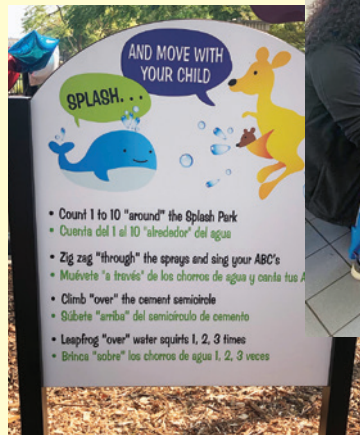 AND MOVE WITH
YOUR CHILD
SPLASH. . .
• Count 1 to 10 "around" the Splash Park
• Cuenta del 1 al 10 "alrededor" del agua
• Zig zag "through" the sprays and sing your ABC's
• Muévete "a través" de los chorros de agua y canta tus A
• Climb "over" the cement semicircle
• Súbete "arriba" del semicírculo de cemento
• Leapfrog "over" water squirts 1, 2, 3 times
• Brinca "sobre" los chorros de agua 1, 2, 3 veces